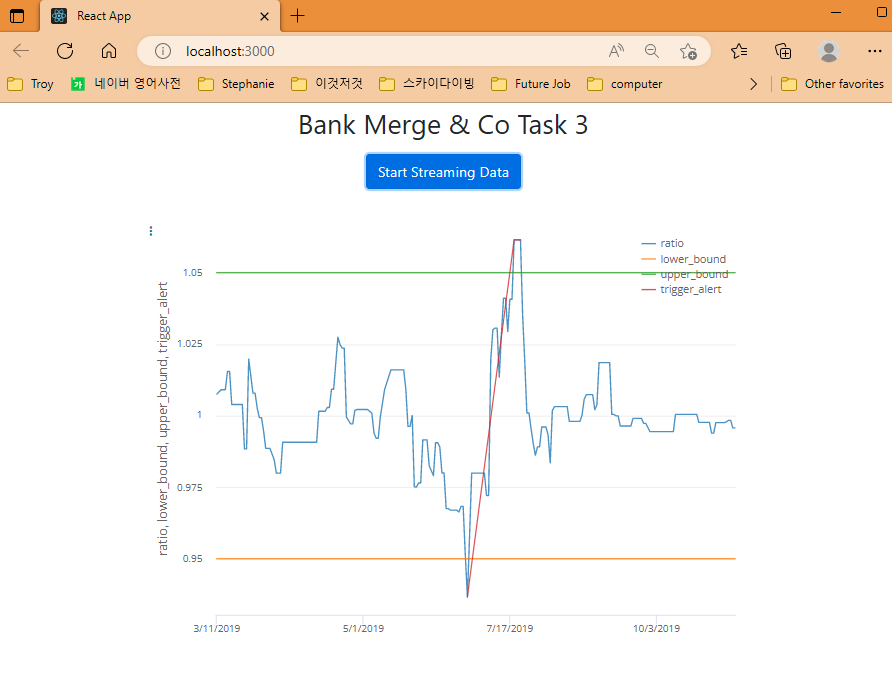 React App
localhost:3000
Troy 네이버 영어사전 Stephanie 이것저것 스카이다이빙 Future Job computer Other favorites
Bank Merge & Co Task 3
Start Streaming Data
ratio
lower_bound
upper_bound
trigger_alert
ratio, lower_bound, upper_bound, trigger_alert
1.05
1.025
1
0.975
0.95
3/11/2019 5/1/2019 7/17/2019 10/3/2019